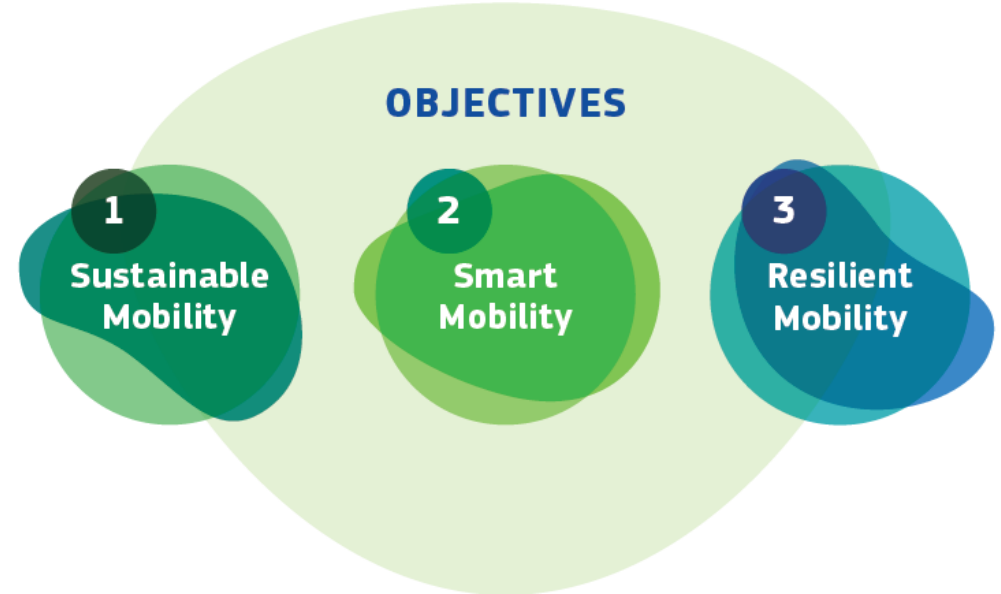 OBJECTIVES
1
Sustainable
Mobility
2
Smart
Mobility
3
Resilient
Mobility